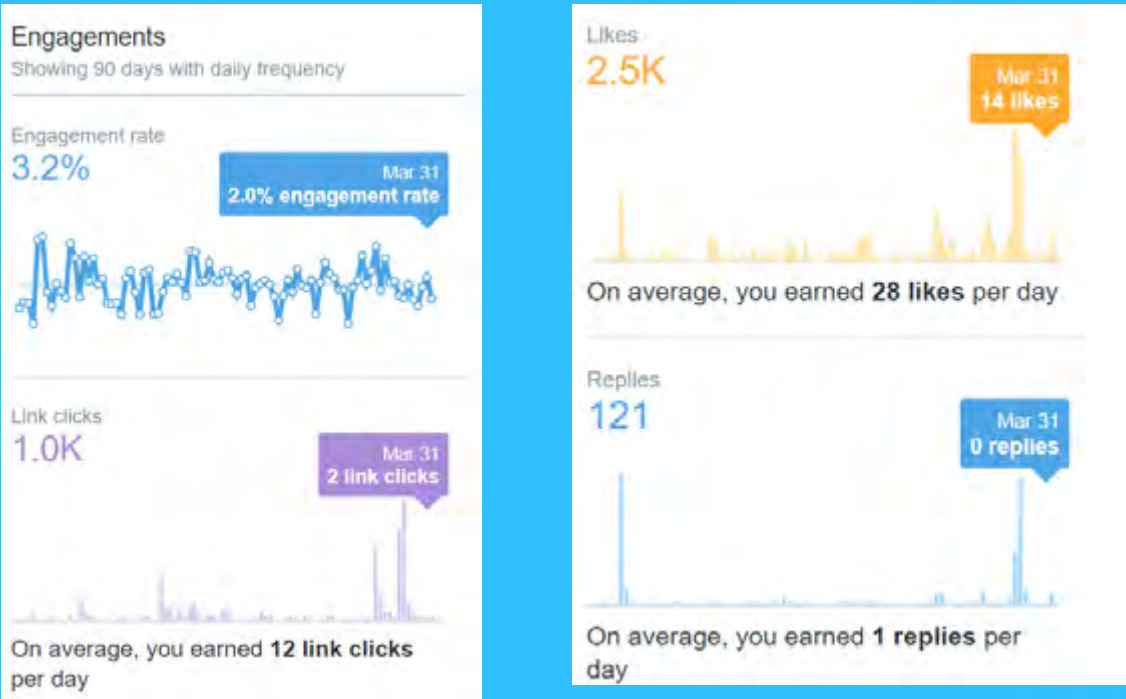 Engagements
Showing 90 days with daily frequency
Engagement rate
3.2%
Mar 31
2.0% engagement rate
Link clicks
1.0K
Mar 31
2 link clicks
On average, you earned 12 link clicks
per day
Likes
2.5K
Mar 31
14 likes
On average, you earned 28 likes per day
Replies
121
Mar 31
0 replies
On average, you earned 1 replies per
day